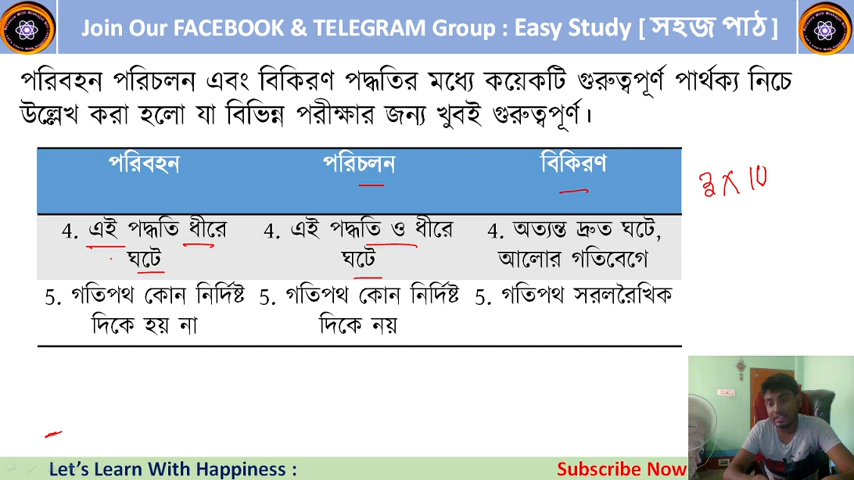 Join Our FACEBOOK & TELEGRAM Group : Easy Study [ সহজ পাঠ ]
পরিবহন পরিচলন এবং বিকিরণ পদ্ধতির মধ্যে কয়েকটি গুরুত্বপূর্ণ পার্থক্য নিচে
উল্লেখ করা হলো যা বিভিন্ন পরীক্ষার জন্য খুবই গুরুত্বপূর্ণ।
পরিবহন পরিচলন বিকিরণ
3 x 10
4. এই পদ্ধতি ধীরে 4. এই পদ্ধতি ও ধীরে 4. অত্যন্ত দ্রুত ঘটে,
ঘটে ঘটে আলোর গতিবেগে
5. গতিপথ কোন নির্দিষ্ট 5. গতিপথ কোন নির্দিষ্ট 5. গতিপথ সরলরৈখিক
দিকে হয় না দিকে নয়
Let's Learn With Happiness : Subscribe Now